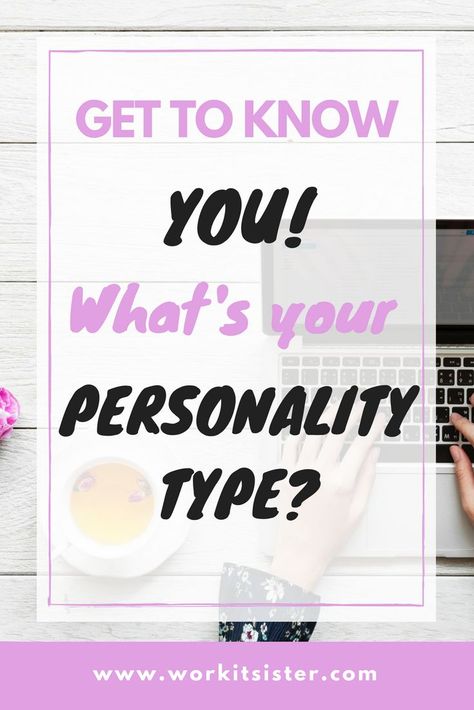 GET TO KNOW
YOU!
What's your
PERSONALITY
TYPE?
www.workitsister.com